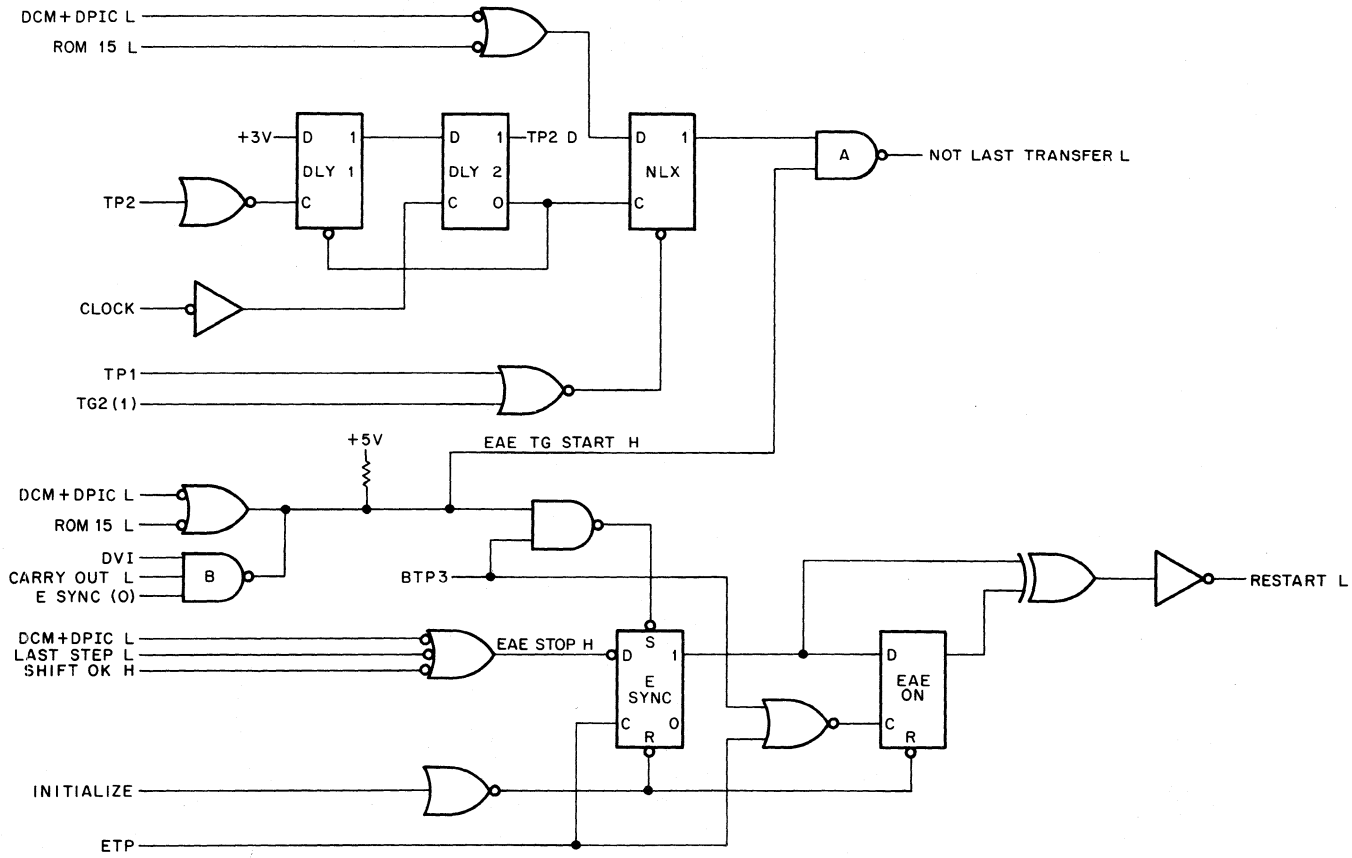 DCM+DPIC L
ROM 15 L
+3V
D 1
DLY 1
C
D 1
DLY 2
C 0
TP2 D
D 1
NLX
C
A
NOT LAST TRANSFER L
TP2
CLOCK
TP1
TG2(1)
+5V
EAE TG START H
DCM+DPIC L
ROM 15 L
DVI
CARRY OUT L
E SYNC (0)
B
BTP3
DCM+DPIC L
LAST STEP L
SHIFT OK H
EAE STOP H
S
D 1
E
SYNC
C 0
R
D
EAE
ON
C
R
RESTART L
INITIALIZE
ETP